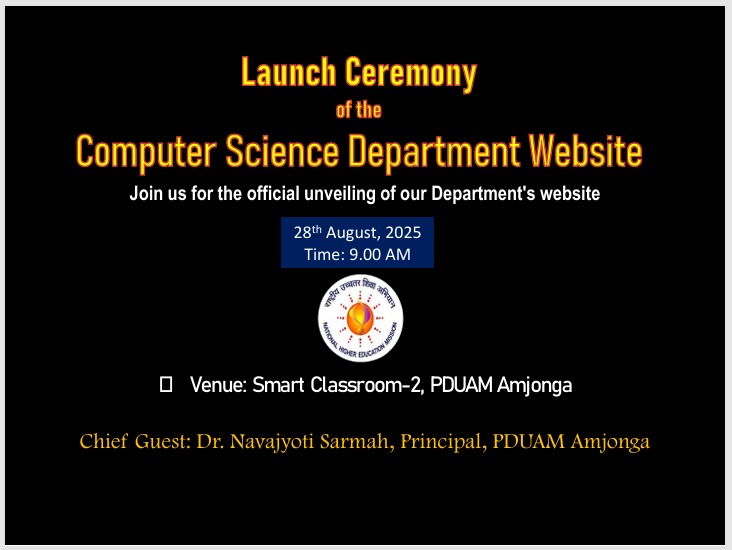 Launch Ceremony
of the
Computer Science Department Website
Join us for the official unveiling of our Department's website
28th August, 2025
Time: 9.00 AM
राष्ट्रीय उच्चतर शिक्षा अभियान
NATIONAL HIGHER EDUCATION MISSION
Venue: Smart Classroom-2, PDUAM Amjonga
Chief Guest: Dr. Navajyoti Sarmah, Principal, PDUAM Amjonga